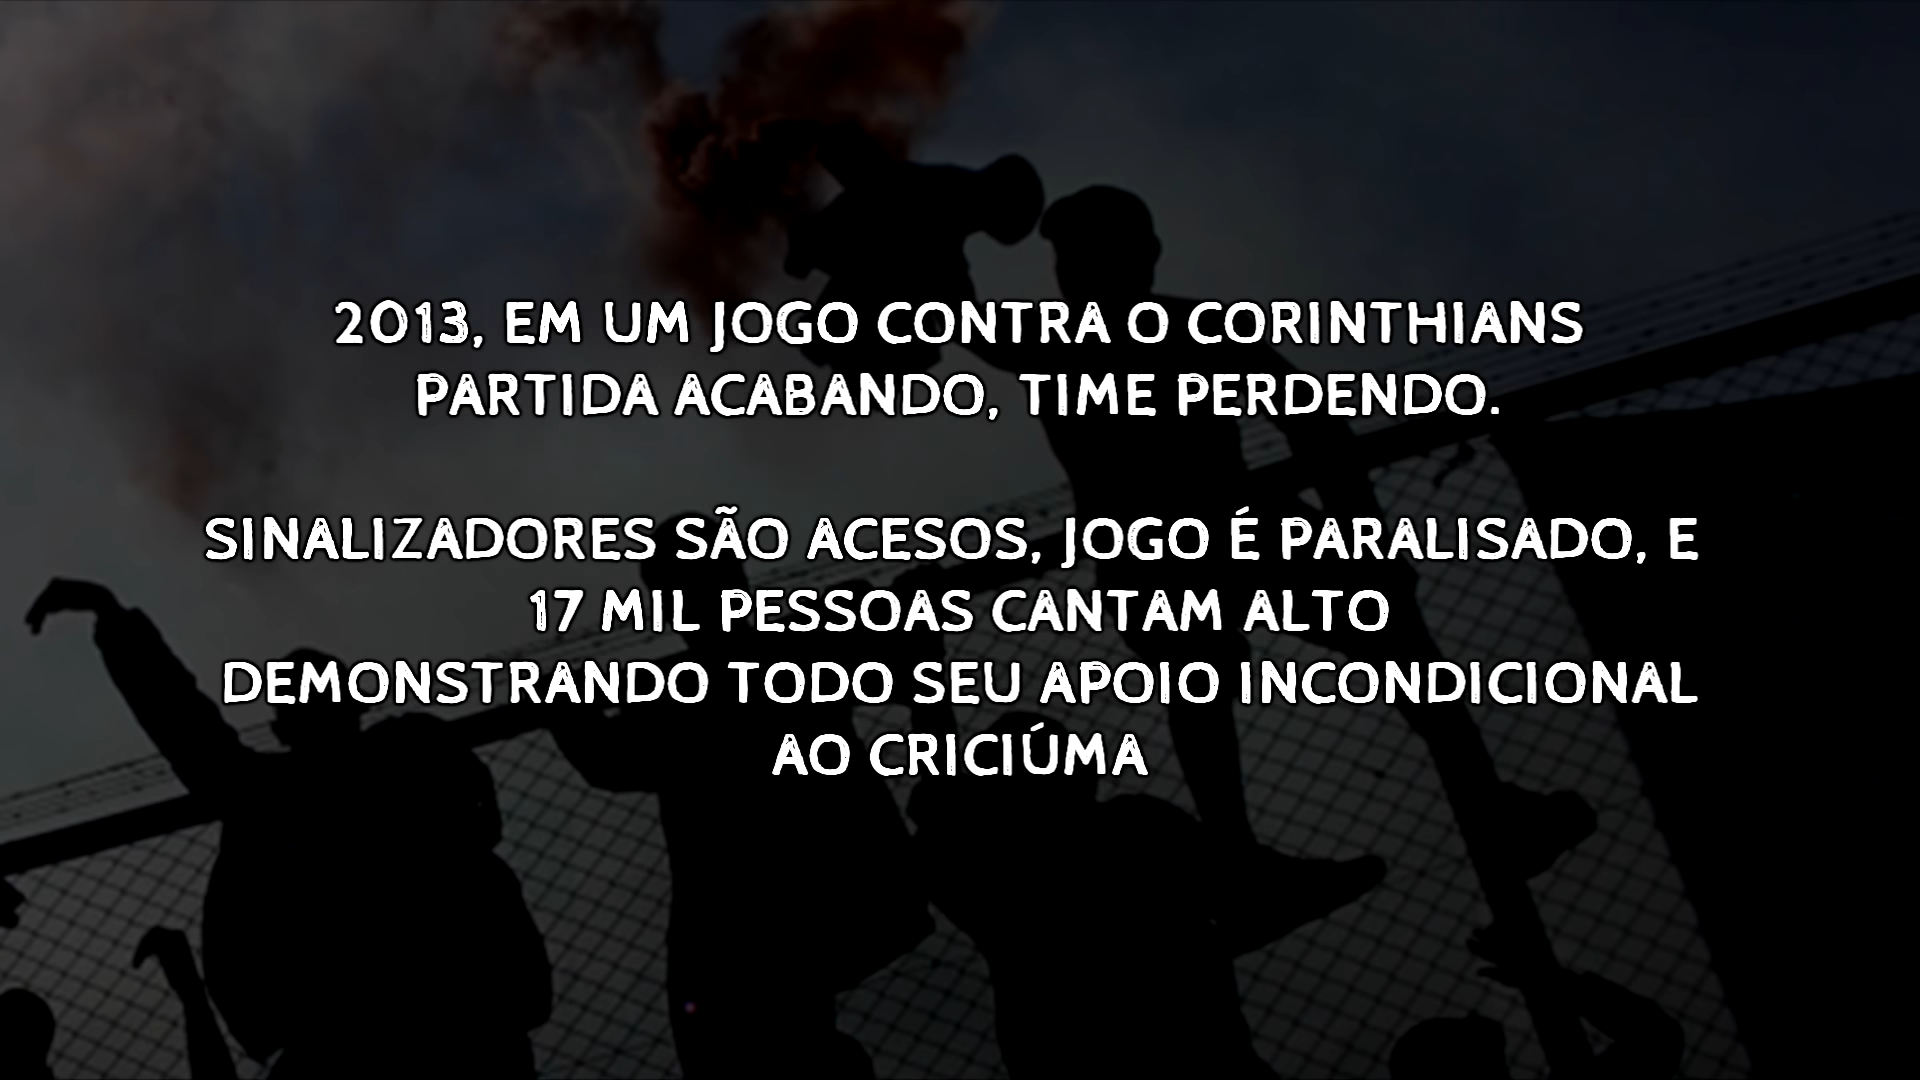 2013, EM UM JOGO CONTRA O CORINTHIANS
PARTIDA ACABANDO, TIME PERDENDO.
SINALIZADORES SÃO ACESOS, JOGO É PARALISADO, E
17 MIL PESSOAS CANTAM ALTO
DEMONSTRANDO TODO SEU APOIO INCONDICIONAL
AO CRICIÚMA